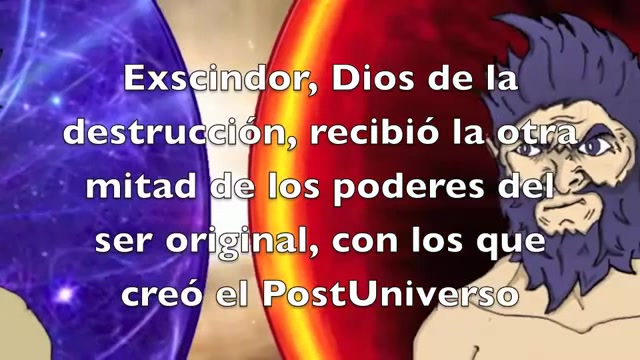 Exscindor, Dios de la
destrucción, recibió la otra
mitad de los poderes del
ser original, con los que
creó el PostUniverso